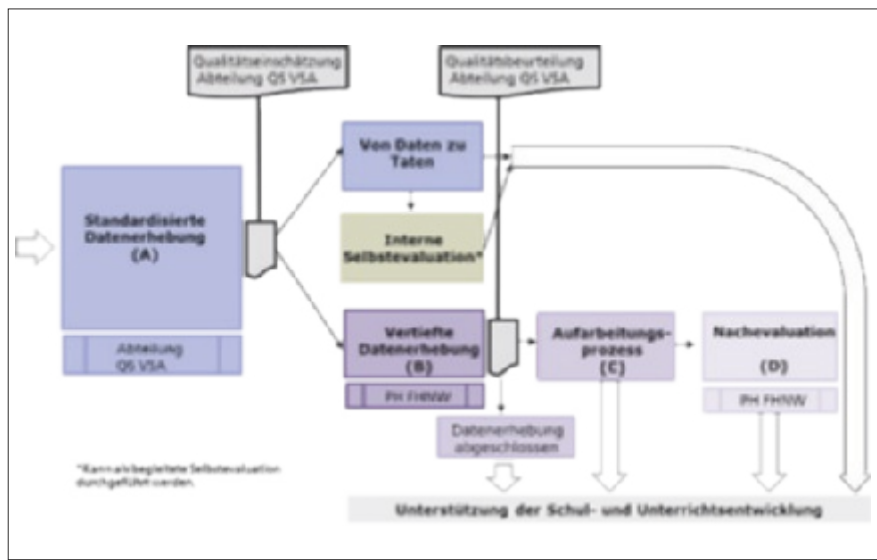 Qualitätseinschätzung
Abteilung QS VSA
Qualitätsbeurteilung
Abteilung QS VSA
Von Daten zu
Taten
Standardisierte
Datenerhebung
(A)
Interne
Selbstevaluation*
Abteilung
QS VSA
Vertiefte
Datenerhebung
(B)
Aufarbeitungs-
prozess
(C)
Nachevaluation
(D)
PH FHNW
PH FHNW
Datenerhebung
abgeschlossen
*Kann als begleitete Selbstevaluation
durchgeführt werden.
Unterstützung der Schul- und Unterrichtsentwicklung